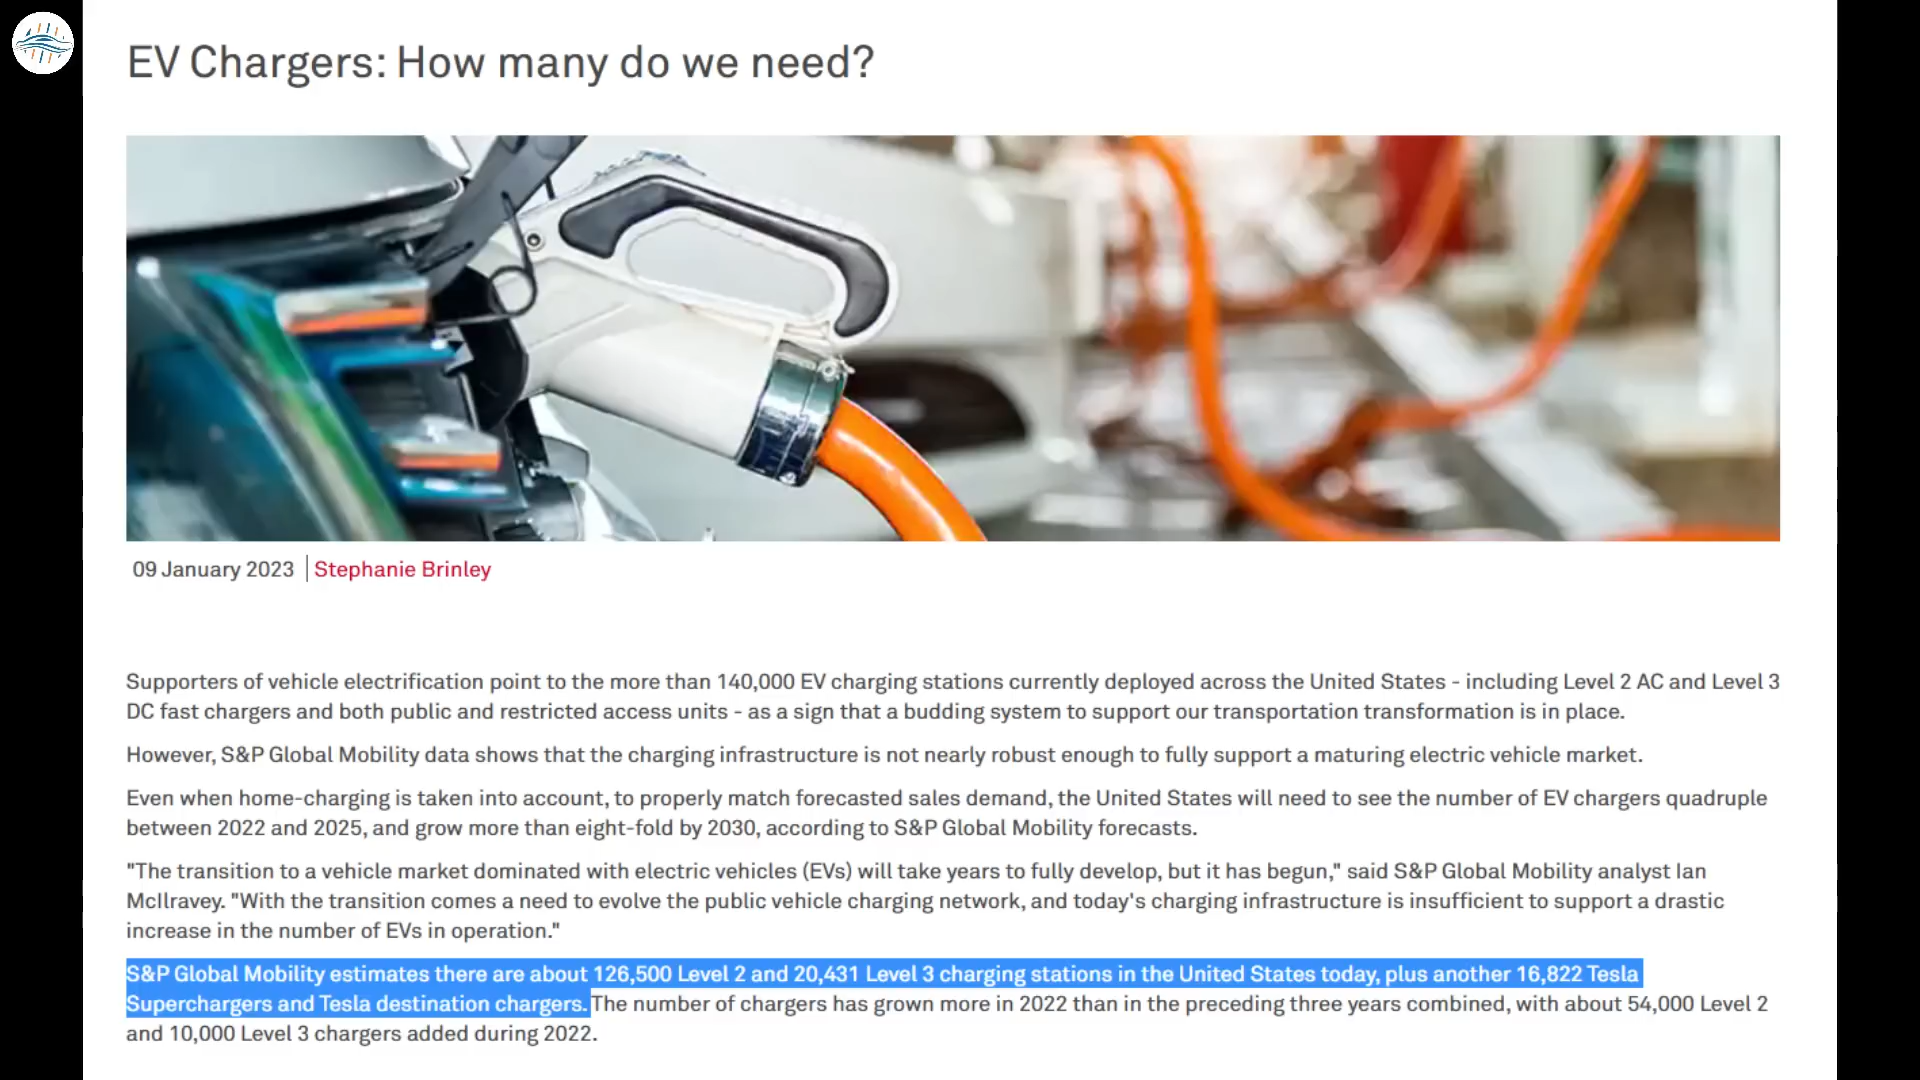 EV Chargers: How many do we need?
09 January 2023 | Stephanie Brinley
Supporters of vehicle electrification point to the more than 140,000 EV charging stations currently deployed across the United States - including Level 2 AC and Level 3
DC fast chargers and both public and restricted access units - as a sign that a budding system to support our transportation transformation is in place.
However, S&P Global Mobility data shows that the charging infrastructure is not nearly robust enough to fully support a maturing electric vehicle market.
Even when home-charging is taken into account, to properly match forecasted sales demand, the United States will need to see the number of EV chargers quadruple
between 2022 and 2025, and grow more than eight-fold by 2030, according to S&P Global Mobility forecasts.
"The transition to a vehicle market dominated with electric vehicles (EVs) will take years to fully develop, but it has begun," said S&P Global Mobility analyst Ian
McIlravey. "With the transition comes a need to evolve the public vehicle charging network, and today's charging infrastructure is insufficient to support a drastic
increase in the number of EVs in operation."
S&P Global Mobility estimates there are about 126,500 Level 2 and 20,431 Level 3 charging stations in the United States today, plus another 16,822 Tesla
Superchargers and Tesla destination chargers. The number of chargers has grown more in 2022 than in the preceding three years combined, with about 54,000 Level 2
and 10,000 Level 3 chargers added during 2022.